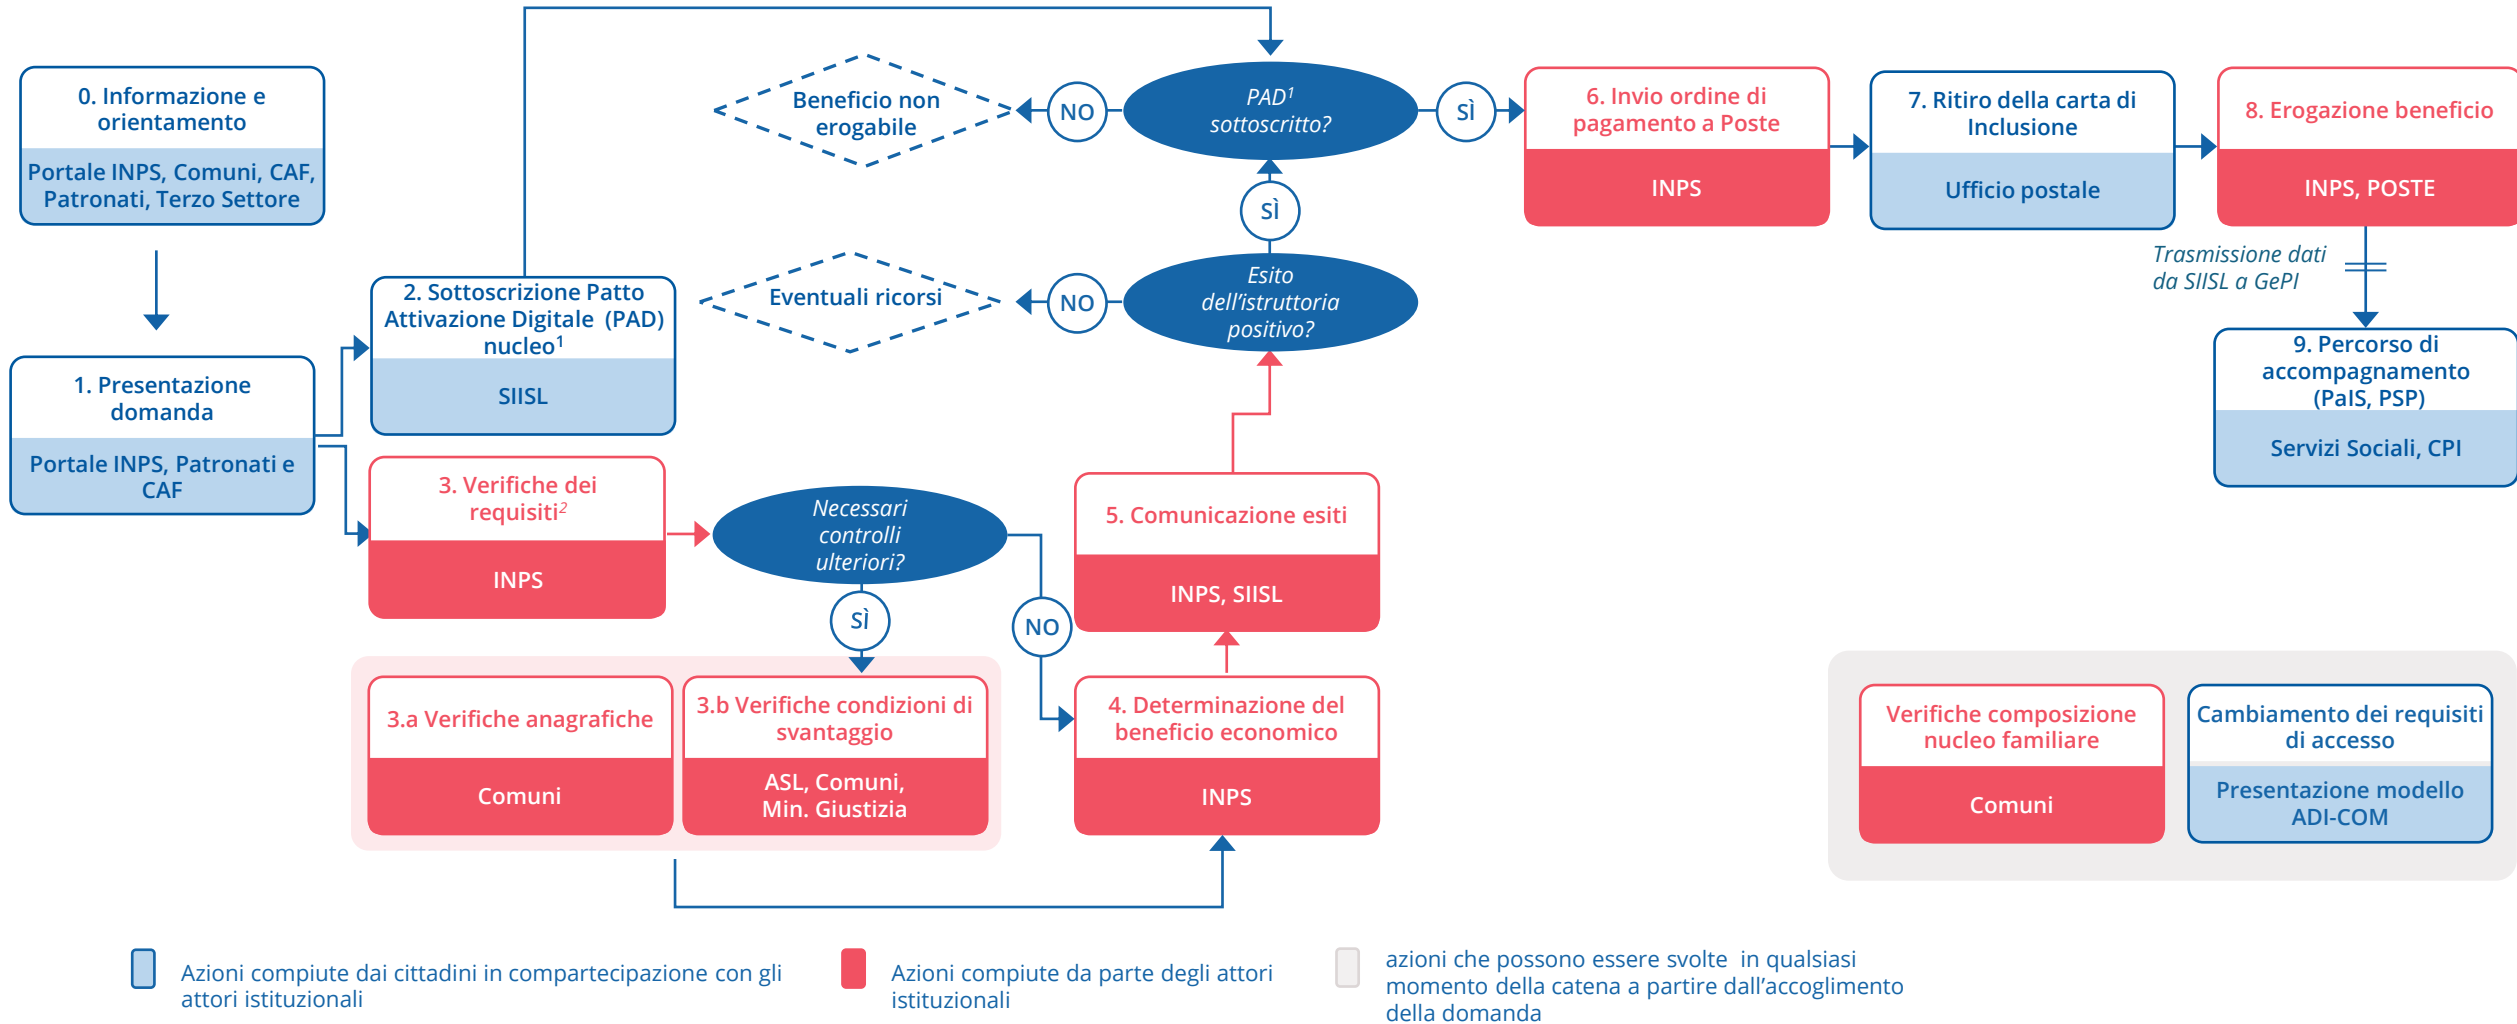 0. Informazione e
orientamento
Portale INPS, Comuni, CAF,
Patronati, Terzo Settore
1. Presentazione
domanda
Portale INPS, Patronati e
CAF
2. Sottoscrizione Patto
Attivazione Digitale (PAD)
nucleo¹
SIISL
3. Verifiche dei
requisiti²
INPS
Necessari
controlli
ulteriori?
SÌ
NO
3.a Verifiche anagrafiche
Comuni
3.b Verifiche condizioni di
svantaggio
ASL, Comuni,
Min. Giustizia
4. Determinazione del
beneficio economico
INPS
5. Comunicazione esiti
INPS, SIISL
Esito
dell'istruttoria
positivo?
NO
Eventuali ricorsi
SÌ
PAD¹
sottoscritto?
NO
Beneficio non
erogabile
SÌ
6. Invio ordine di
pagamento a Poste
INPS
7. Ritiro della carta di
Inclusione
Ufficio postale
8. Erogazione beneficio
INPS, POSTE
Trasmissione dati
da SIISL a GePI
9. Percorso di
accompagnamento
(PaIS, PSP)
Servizi Sociali, CPI
Verifiche composizione
nucleo familiare
Comuni
Cambiamento dei requisiti
di accesso
Presentazione modello
ADI-COM
Azioni compiute dai cittadini in compartecipazione con gli
attori istituzionali
Azioni compiute da parte degli attori
istituzionali
azioni che possono essere svolte in qualsiasi
momento della catena a partire dall'accoglimento
della domanda